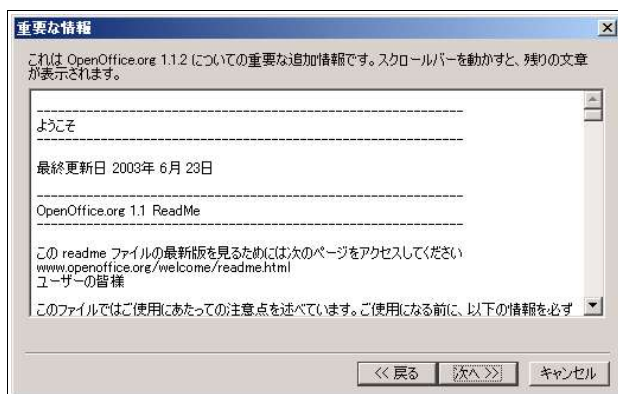 重要な情報
これは OpenOffice.org 1.1.2 についての重要な追加情報です。スクロールバーを動かすと、残りの文章
が表示されます。
------------------------------------------------------------
ようこそ
------------------------------------------------------------
最終更新日 2003年 6月 23日
------------------------------------------------------------
OpenOffice.org 1.1 ReadMe
------------------------------------------------------------
この readme ファイルの最新版を見るためには次のページをアクセスしてください
www.openoffice.org/welcome/readme.html
ユーザーの皆様
このファイルではご使用にあたっての注意点を述べています。ご使用になる前に、以下の情報を必ず
<< 戻る 次へ >> キャンセル